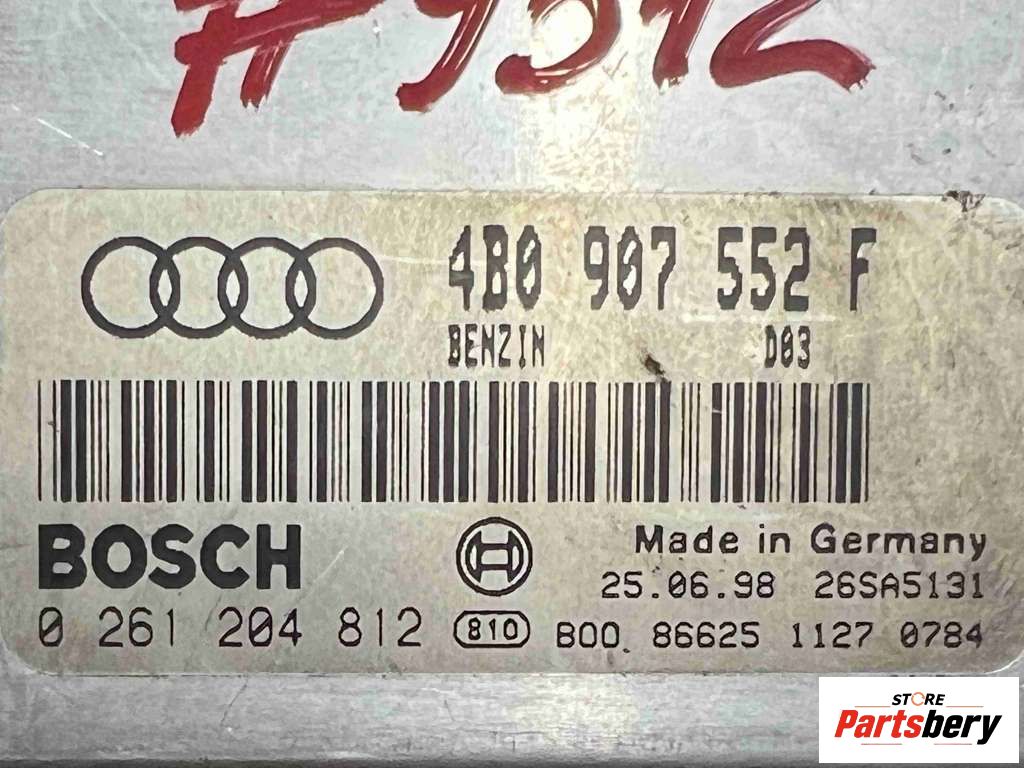 #9592
4B0 907 552 F
BENZIN D03
BOSCH
Made in Germany
25.06.98 26SA5131
0 261 204 812 810 B00 86625 1127 0784
STORE
Partsbery